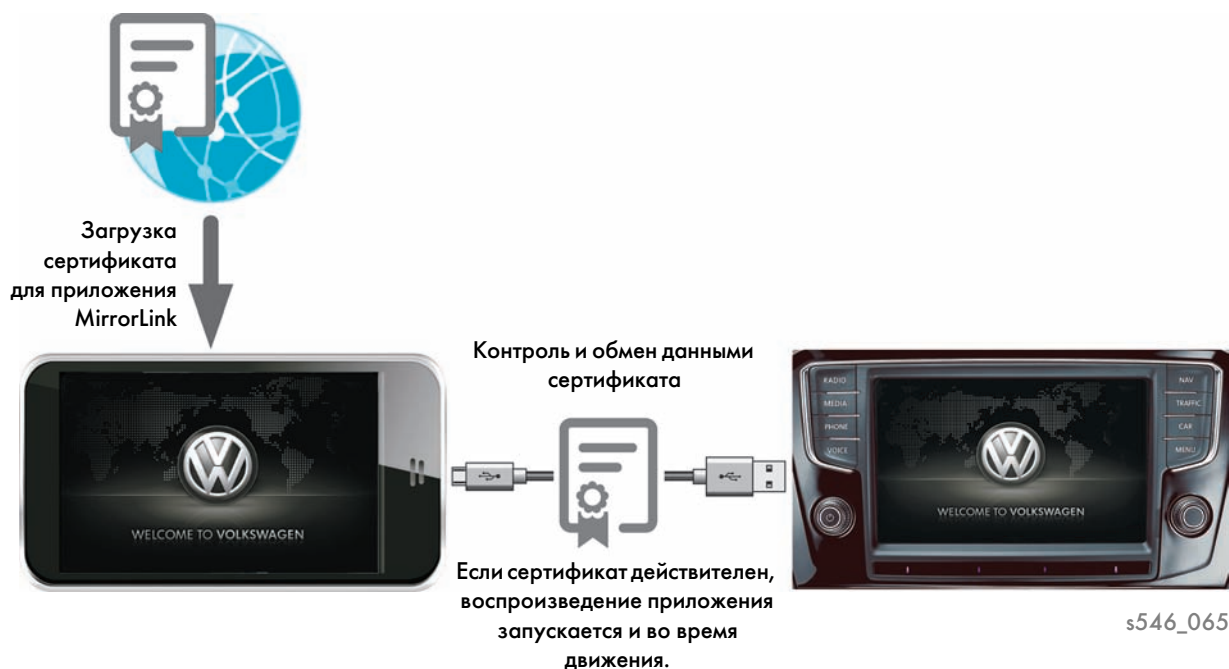 Загрузка
сертификата
для приложения
MirrorLink
Контроль и обмен данными
сертификата
WELCOME TO VOLKSWAGEN
RADIO
MEDIA
PHONE
VOICE
NAV
TRAFFIC
CAR
MENU
WELCOME TO VOLKSWAGEN
Если сертификат действителен,
воспроизведение приложения
запускается и во время
движения.
s546_065